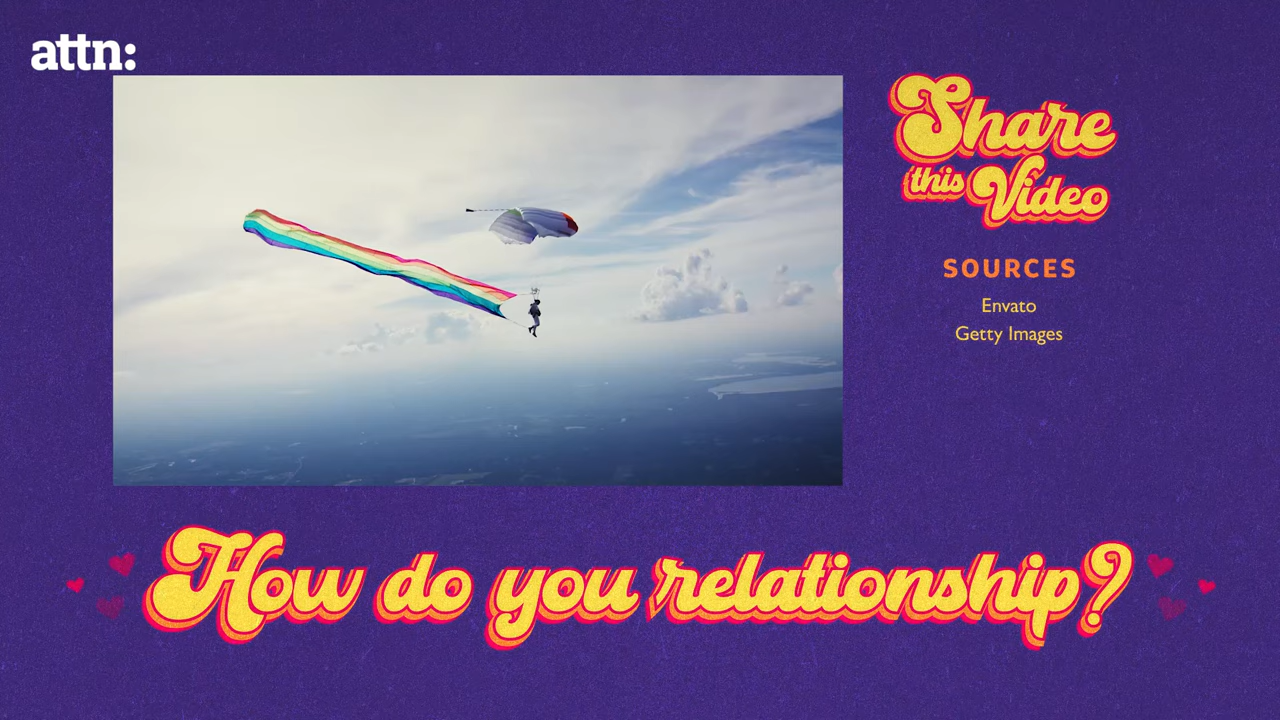 attn:
Share
this Video
SOURCES
Envato
Getty Images
How do you relationship?